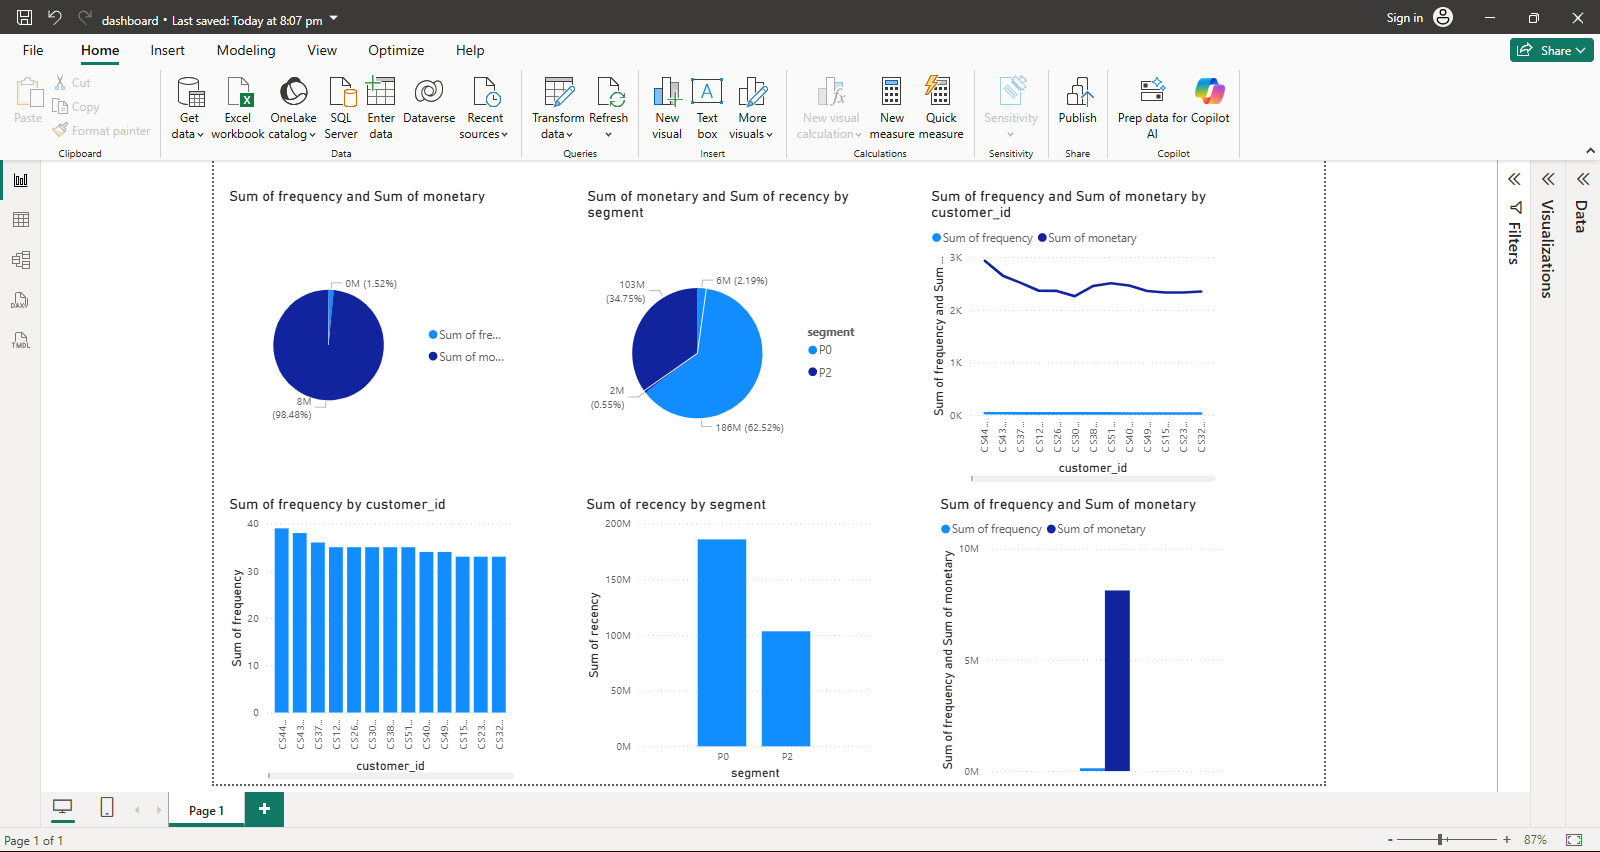 dashboard • Last saved: Today at 8:07 pm
Sign in
File
Home
Insert
Modeling
View
Optimize
Help
Share
Paste
Cut
Copy
Format painter
Clipboard
Get data
Excel workbook
OneLake catalog
SQL Server
Enter data
Dataverse
Recent sources
Data
Transform data
Refresh
Queries
New visual
Text box
More visuals
Insert
New visual calculation
New measure
Quick measure
Calculations
Sensitivity
Sensitivity
Publish
Share
Prep data for AI
Copilot
Copilot
DAX
TMDL
Sum of frequency and Sum of monetary
0M (1.52%)
8M
(98.48%)
Sum of fre...
Sum of mo...
Sum of monetary and Sum of recency by
segment
103M
(34.75%)
6M (2.19%)
2M
(0.55%)
186M (62.52%)
segment
P0
P2
Sum of frequency and Sum of monetary by
customer_id
Sum of frequency
Sum of monetary
Sum of frequency and Sum ...
3K
2K
1K
0K
CS44...
CS43...
CS37...
CS12...
CS26...
CS30...
CS38...
CS51...
CS40...
CS49...
CS15...
CS23...
CS32...
customer_id
Sum of frequency by customer_id
Sum of frequency
40
30
20
10
0
CS44...
CS43...
CS37...
CS12...
CS26...
CS30...
CS38...
CS51...
CS40...
CS49...
CS15...
CS23...
CS32...
customer_id
Sum of recency by segment
Sum of recency
200M
150M
100M
50M
0M
P0
P2
segment
Sum of frequency and Sum of monetary
Sum of frequency
Sum of monetary
Sum of frequency and Sum of monetary
10M
5M
0M
Filters
Visualizations
Data
Page 1
Page 1 of 1
87%